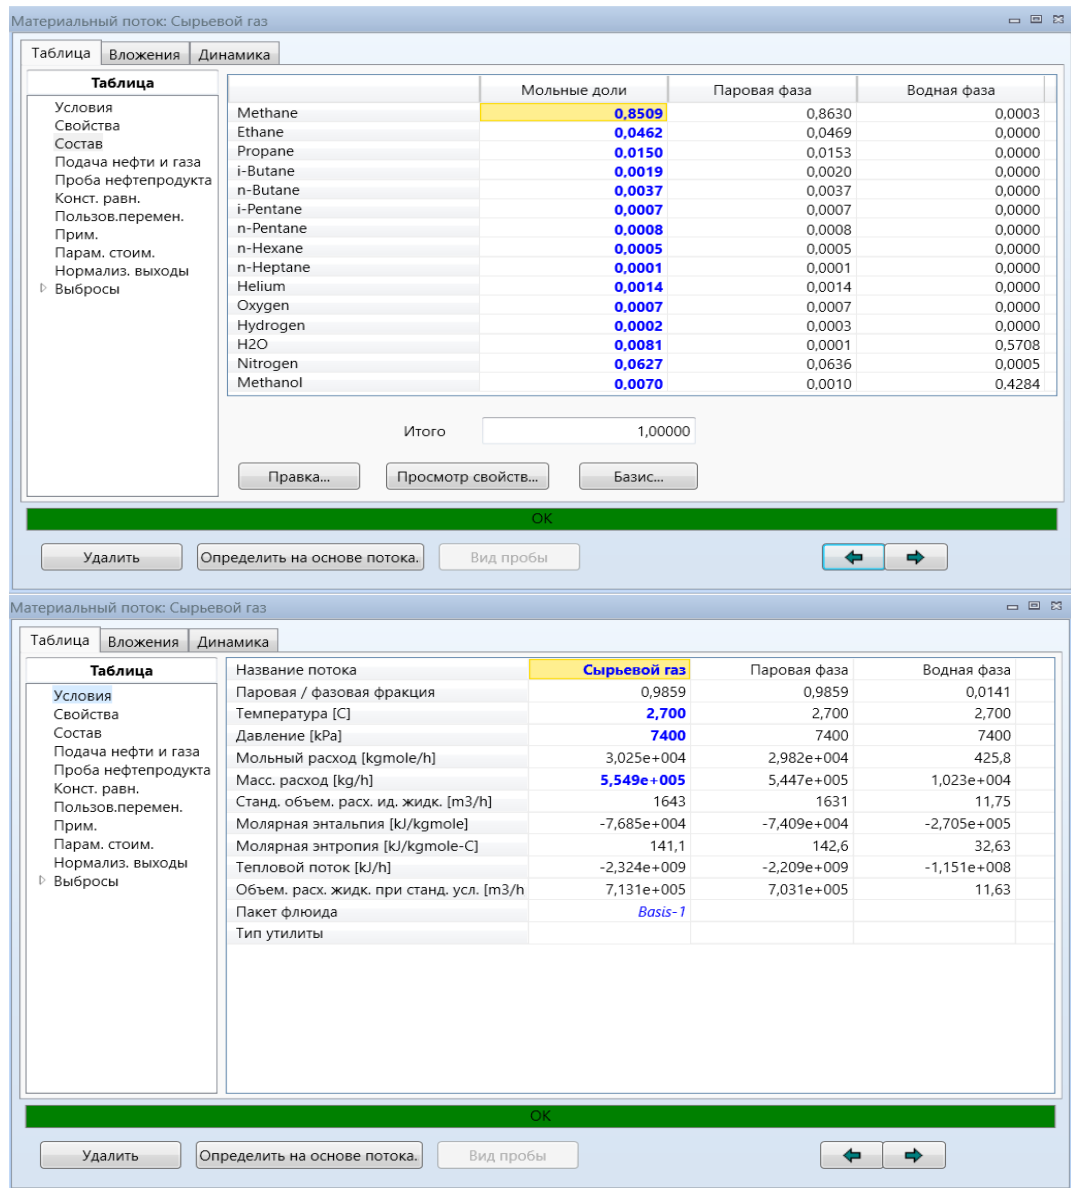 Материальный поток: Сырьевой газ
Таблица Вложения Динамика
Таблица
Условия
Свойства
Состав
Подача нефти и газа
Проба нефтепродукта
Конст. равн.
Пользов.перемен.
Прим.
Парам. стоим.
Нормализ. выходы
Выбросы
Мольные доли Паровая фаза Водная фаза
Methane 0,8509 0,8630 0,0003
Ethane 0,0462 0,0469 0,0000
Propane 0,0150 0,0153 0,0000
i-Butane 0,0019 0,0020 0,0000
n-Butane 0,0037 0,0037 0,0000
i-Pentane 0,0007 0,0007 0,0000
n-Pentane 0,0008 0,0008 0,0000
n-Hexane 0,0005 0,0005 0,0000
n-Heptane 0,0001 0,0001 0,0000
Helium 0,0014 0,0014 0,0000
Oxygen 0,0007 0,0007 0,0000
Hydrogen 0,0002 0,0003 0,0000
H2O 0,0081 0,0001 0,5708
Nitrogen 0,0627 0,0636 0,0005
Methanol 0,0070 0,0010 0,4284
Итого 1,00000
Правка... Просмотр свойств... Базис...
OK
Удалить Определить на основе потока. Вид пробы
Материальный поток: Сырьевой газ
Таблица Вложения Динамика
Таблица
Условия
Свойства
Состав
Подача нефти и газа
Проба нефтепродукта
Конст. равн.
Пользов.перемен.
Прим.
Парам. стоим.
Нормализ. выходы
Выбросы
Название потока Сырьевой газ Паровая фаза Водная фаза
Паровая / фазовая фракция 0,9859 0,9859 0,0141
Температура [C] 2,700 2,700 2,700
Давление [kPa] 7400 7400 7400
Мольный расход [kgmole/h] 3,025e+004 2,982e+004 425,8
Масс. расход [kg/h] 5,549e+005 5,447e+005 1,023e+004
Станд. объем. расх. ид. жидк. [m3/h] 1643 1631 11,75
Молярная энтальпия [kJ/kgmole] -7,685e+004 -7,409e+004 -2,705e+005
Молярная энтропия [kJ/kgmole-C] 141,1 142,6 32,63
Тепловой поток [kJ/h] -2,324e+009 -2,209e+009 -1,151e+008
Объем. расх. жидк. при станд. усл. [m3/h 7,131e+005 7,031e+005 11,63
Пакет флюида Basis-1
Тип утилиты
OK
Удалить Определить на основе потока. Вид пробы